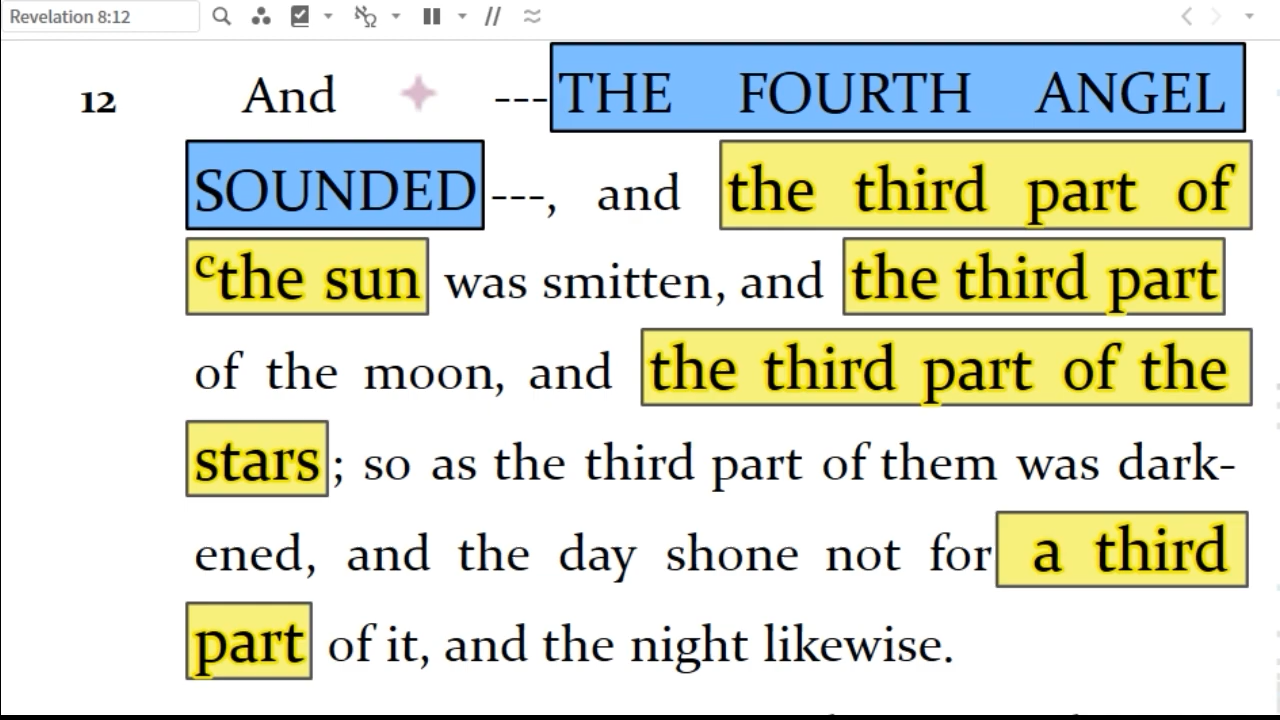 Revelation 8:12
12 And ---THE FOURTH ANGEL
SOUNDED---, and the third part of
cthe sun was smitten, and the third part
of the moon, and the third part of the
stars; so as the third part of them was dark-
ened, and the day shone not for a third
part of it, and the night likewise.